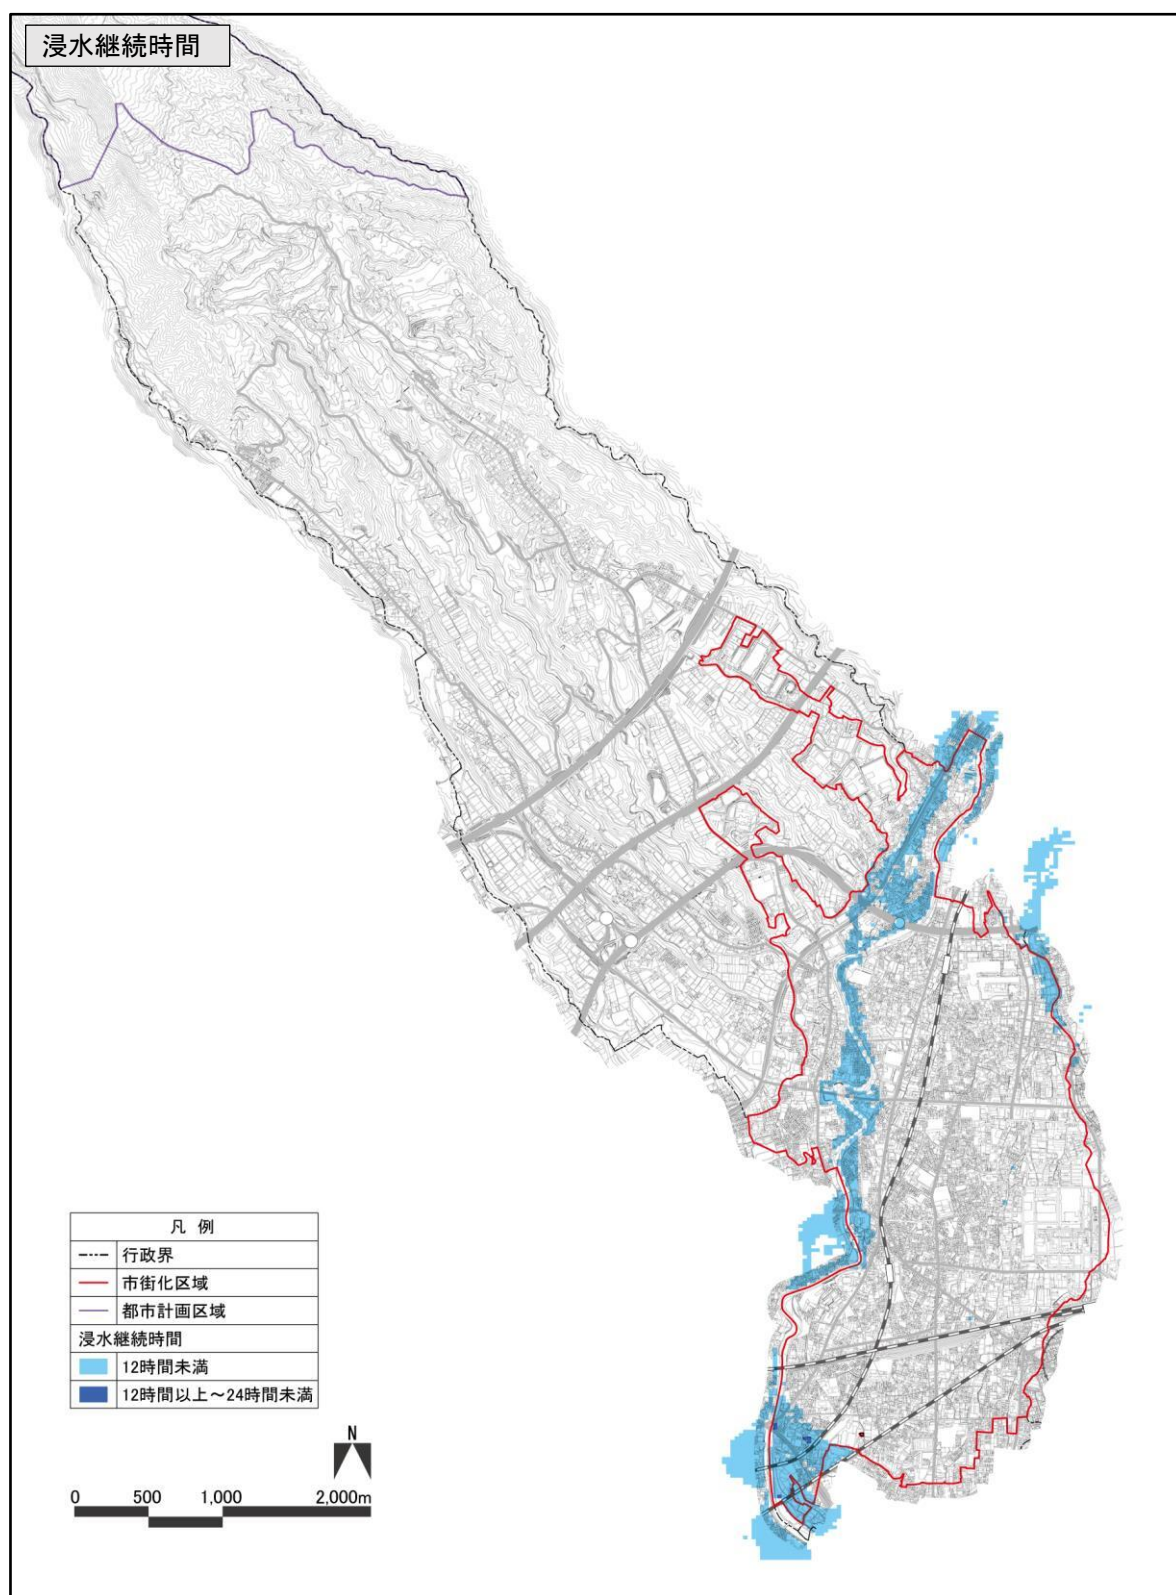 浸水継続時間
凡 例
行政界
市街化区域
都市計画区域
浸水継続時間
12時間未満
12時間以上～24時間未満
N
0 500 1,000 2,000m